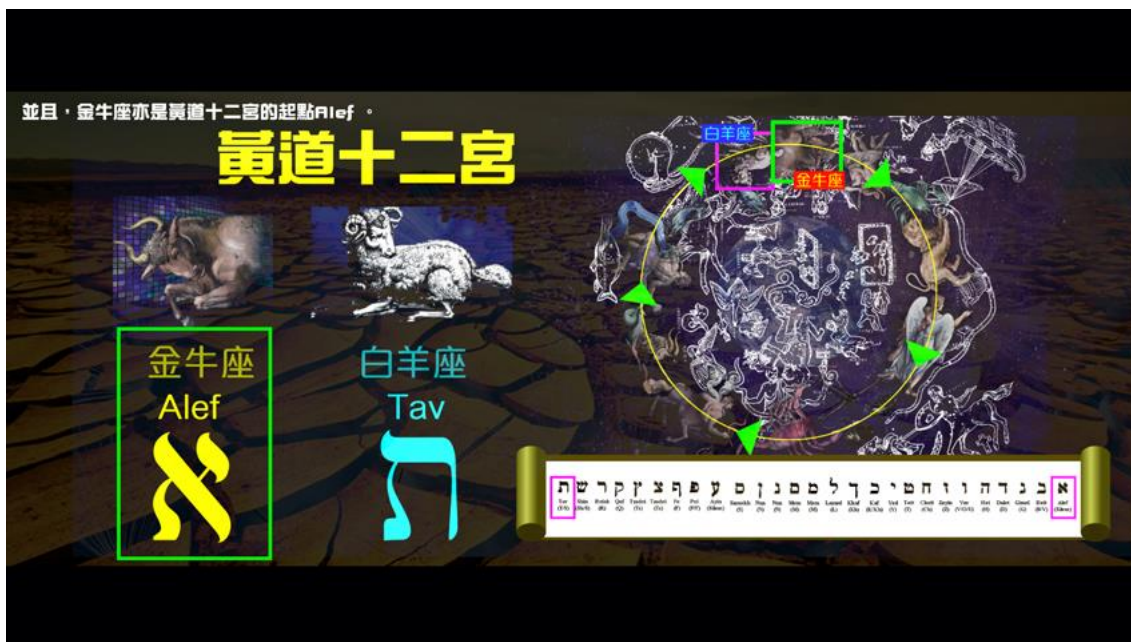 並且，金牛座亦是黃道十二宮的起點Alef 。
黃道十二宮
白羊座
金牛座
金牛座
白羊座
Alef
Tav
א
ת
ת ש ר ק ץ צ ף פ ע ס ן נ ם מ ל ך כ י ט ח ז ו ה ד ג ב א